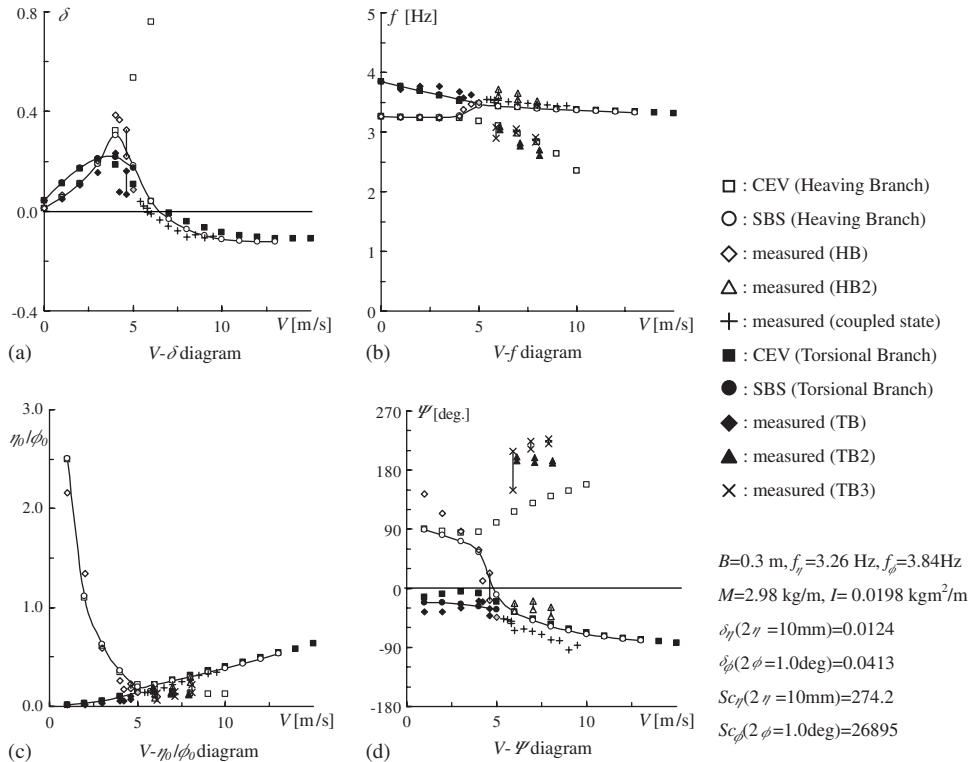 δ
0.8
0.4
0.0
-0.4
0
5
10
V [m/s]
(a)
V-δ diagram
f [Hz]
5
4
3
2
1
0
0
5
10
V [m/s]
(b)
V-f diagram
η0/ϕ0
3.0
2.0
1.0
0.0
0
5
10
V [m/s]
(c)
V-η0/ϕ0 diagram
Ψ [deg.]
270
180
90
0
-90
-180
0
5
10
V [m/s]
(d)
V-Ψ diagram
: CEV (Heaving Branch)
: SBS (Heaving Branch)
: measured (HB)
: measured (HB2)
: measured (coupled state)
: CEV (Torsional Branch)
: SBS (Torsional Branch)
: measured (TB)
: measured (TB2)
: measured (TB3)
B=0.3 m, fη=3.26 Hz, fϕ=3.84Hz
M=2.98 kg/m, I= 0.0198 kgm²/m
δη(2η =10mm)=0.0124
δϕ(2ϕ =1.0deg)=0.0413
Scη(2η =10mm)=274.2
Scϕ(2ϕ =1.0deg)=26895